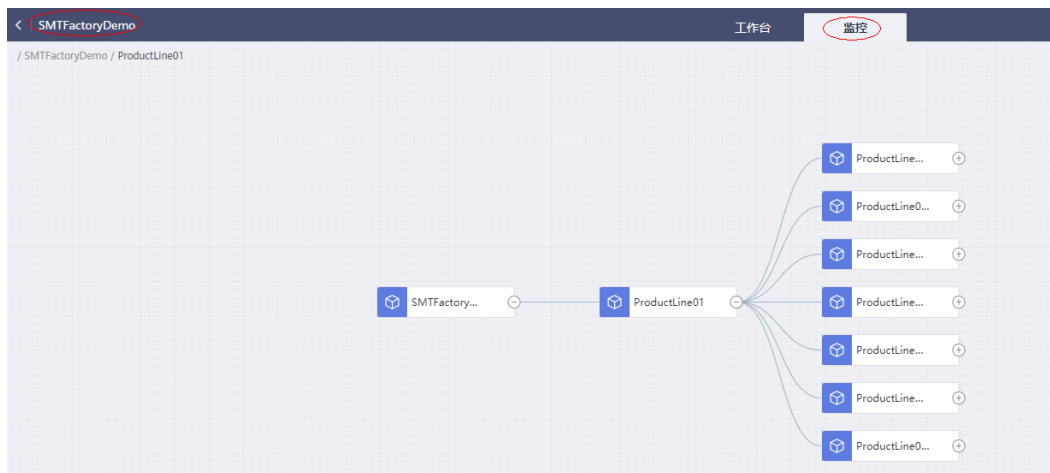 SMTFactoryDemo
工作台
监控
/ SMTFactoryDemo / ProductLine01
ProductLine...
ProductLine0...
ProductLine...
SMTFactory...
ProductLine01
ProductLine...
ProductLine...
ProductLine...
ProductLine0...